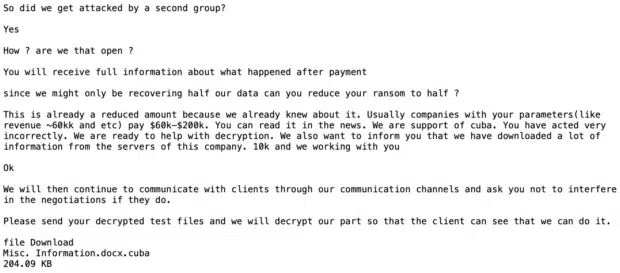 So did we get attacked by a second group?
Yes
How ? are we that open ?
You will receive full information about what happened after payment
since we might only be recovering half our data can you reduce your ransom to half ?
This is already a reduced amount because we already knew about it. Usually companies with your parameters(like
revenue ~60kk and etc) pay $60k-$200k. You can read it in the news. We are support of cuba. You have acted very
incorrectly. We are ready to help with decryption. We also want to inform you that we have downloaded a lot of
information from the servers of this company. 10k and we working with you
Ok
We will then continue to communicate with clients through our communication channels and ask you not to interfere
in the negotiations if they do.
Please send your decrypted test files and we will decrypt our part so that the client can see that we can do it.
file Download
Misc. Information.docx.cuba
204.09 KB